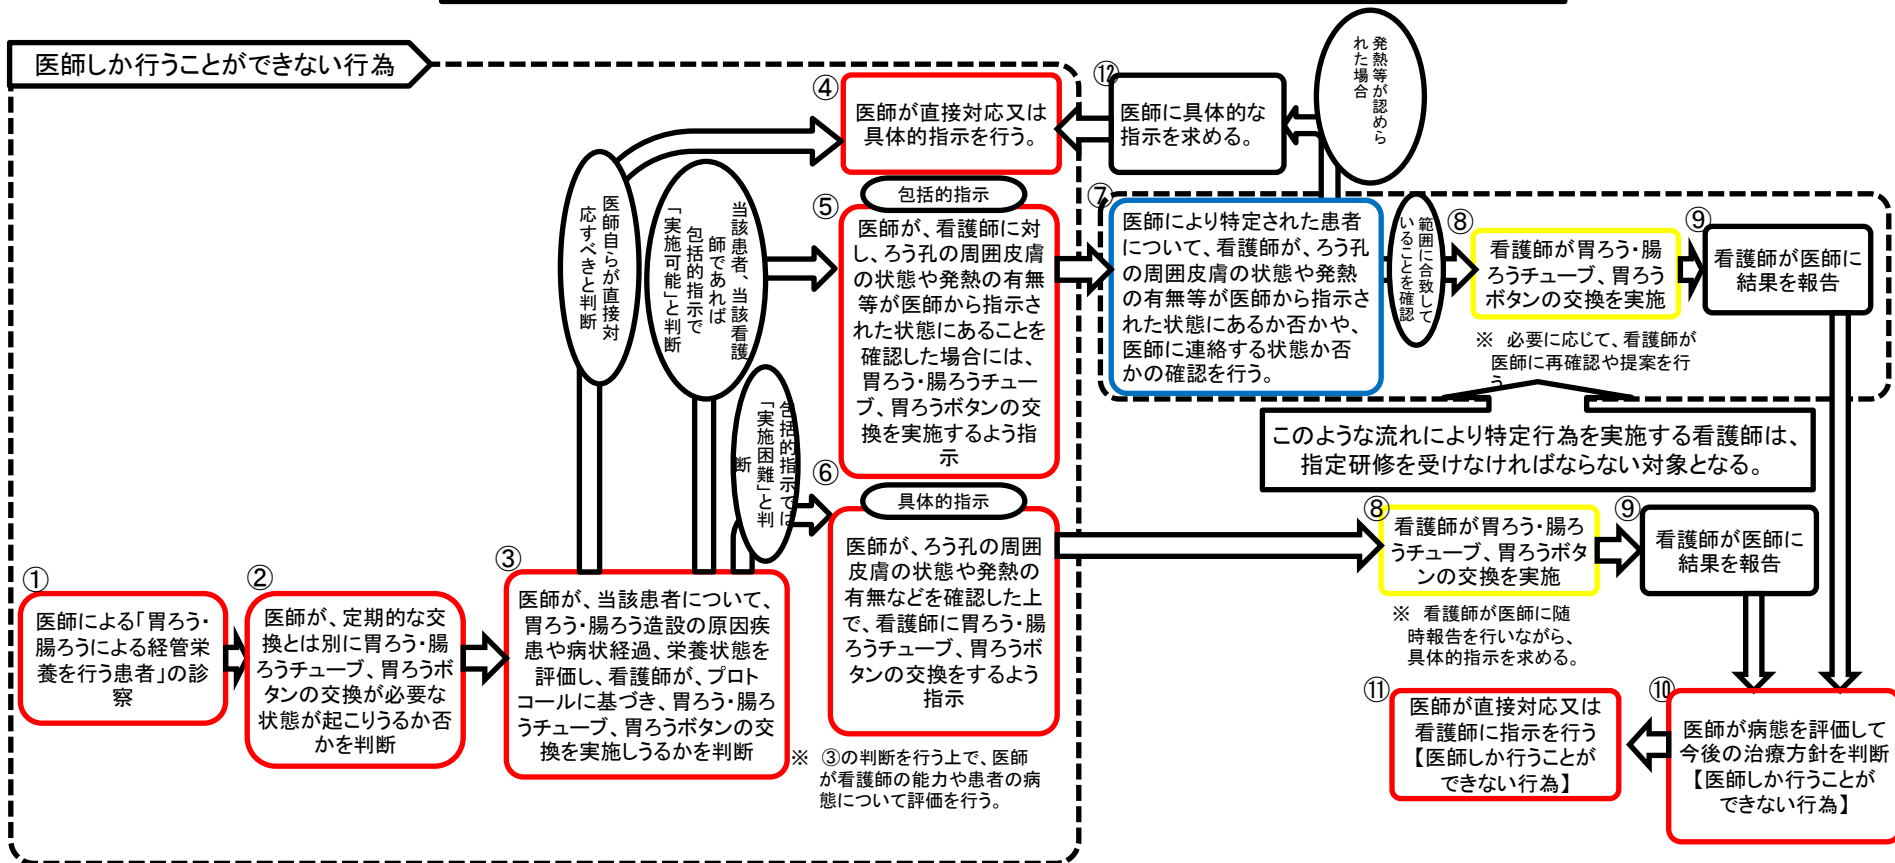 医師しか行うことができない行為
①
医師による「胃ろう・
腸ろうによる経管栄
養を行う患者」の診
察
②
医師が、定期的な交
換とは別に胃ろう・腸
ろうチューブ、胃ろうボ
タンの交換が必要な
状態が起こりうるか否
かを判断
③
医師が、当該患者について、
胃ろう・腸ろう造設の原因疾
患や病状経過、栄養状態を
評価し、看護師が、プロト
コールに基づき、胃ろう・腸ろ
うチューブ、胃ろうボタンの交
換を実施しうるかを判断
※ ③の判断を行う上で、医師
が看護師の能力や患者の病
態について評価を行う。
医師自らが直接対
応すべきと判断
④
医師が直接対応又は
具体的指示を行う。
当該患者、当該看護
師であれば
包括的指示で
「実施可能」と判断
⑤
包括的指示
医師が、看護師に対
し、ろう孔の周囲皮膚
の状態や発熱の有無
等が医師から指示さ
れた状態にあることを
確認した場合には、
胃ろう・腸ろうチュー
ブ、胃ろうボタンの交
換を実施するよう指
示
包括的指示では
「実施困難」と判
断
⑥
具体的指示
医師が、ろう孔の周囲
皮膚の状態や発熱の
有無などを確認した上
で、看護師に胃ろう・腸
ろうチューブ、胃ろうボ
タンの交換をするよう
指示
⑫
医師に具体的な
指示を求める。
発熱等が認めら
れた場合
⑦
医師により特定された患者
について、看護師が、ろう孔
の周囲皮膚の状態や発熱
の有無等が医師から指示さ
れた状態にあるか否かや、
医師に連絡する状態か否
かの確認を行う。
範囲に合致して
いることを確認
⑧
看護師が胃ろう・腸
ろうチューブ、胃ろう
ボタンの交換を実施
※ 必要に応じて、看護師が
医師に再確認や提案を行
う
⑨
看護師が医師に
結果を報告
このような流れにより特定行為を実施する看護師は、
指定研修を受けなければならない対象となる。
⑧
看護師が胃ろう・腸ろ
うチューブ、胃ろうボタ
ンの交換を実施
※ 看護師が医師に随
時報告を行いながら、
具体的指示を求める。
⑨
看護師が医師に
結果を報告
⑩
医師が病態を評価して
今後の治療方針を判断
【医師しか行うことが
できない行為】
⑪
医師が直接対応又は
看護師に指示を行う
【医師しか行うことが
できない行為】